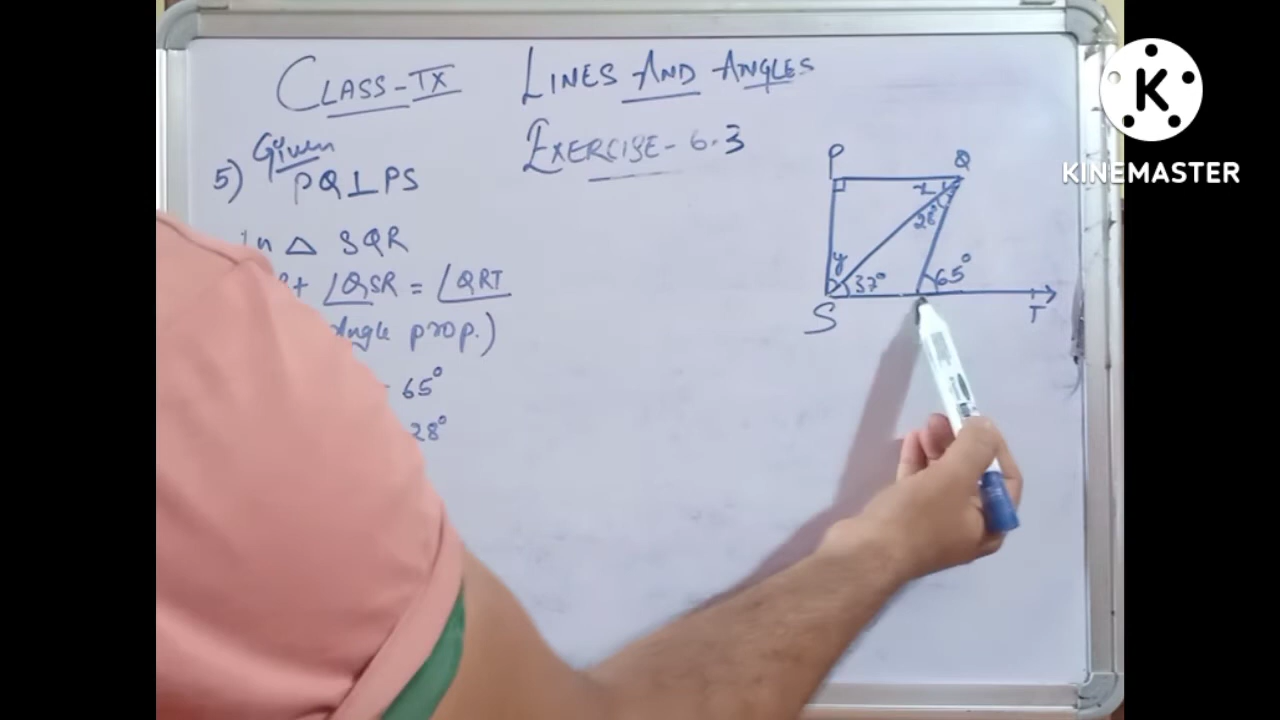 CLASS-IX LINES AND ANGLES
EXERCISE-6.3
5) Given
PQ⊥PS
In △ SQR
+ ∠QSR = ∠QRT
Angle prop.)
65°
28°
P
Q
x
28°
y
37°
65°
S
T
K
KINEMASTER